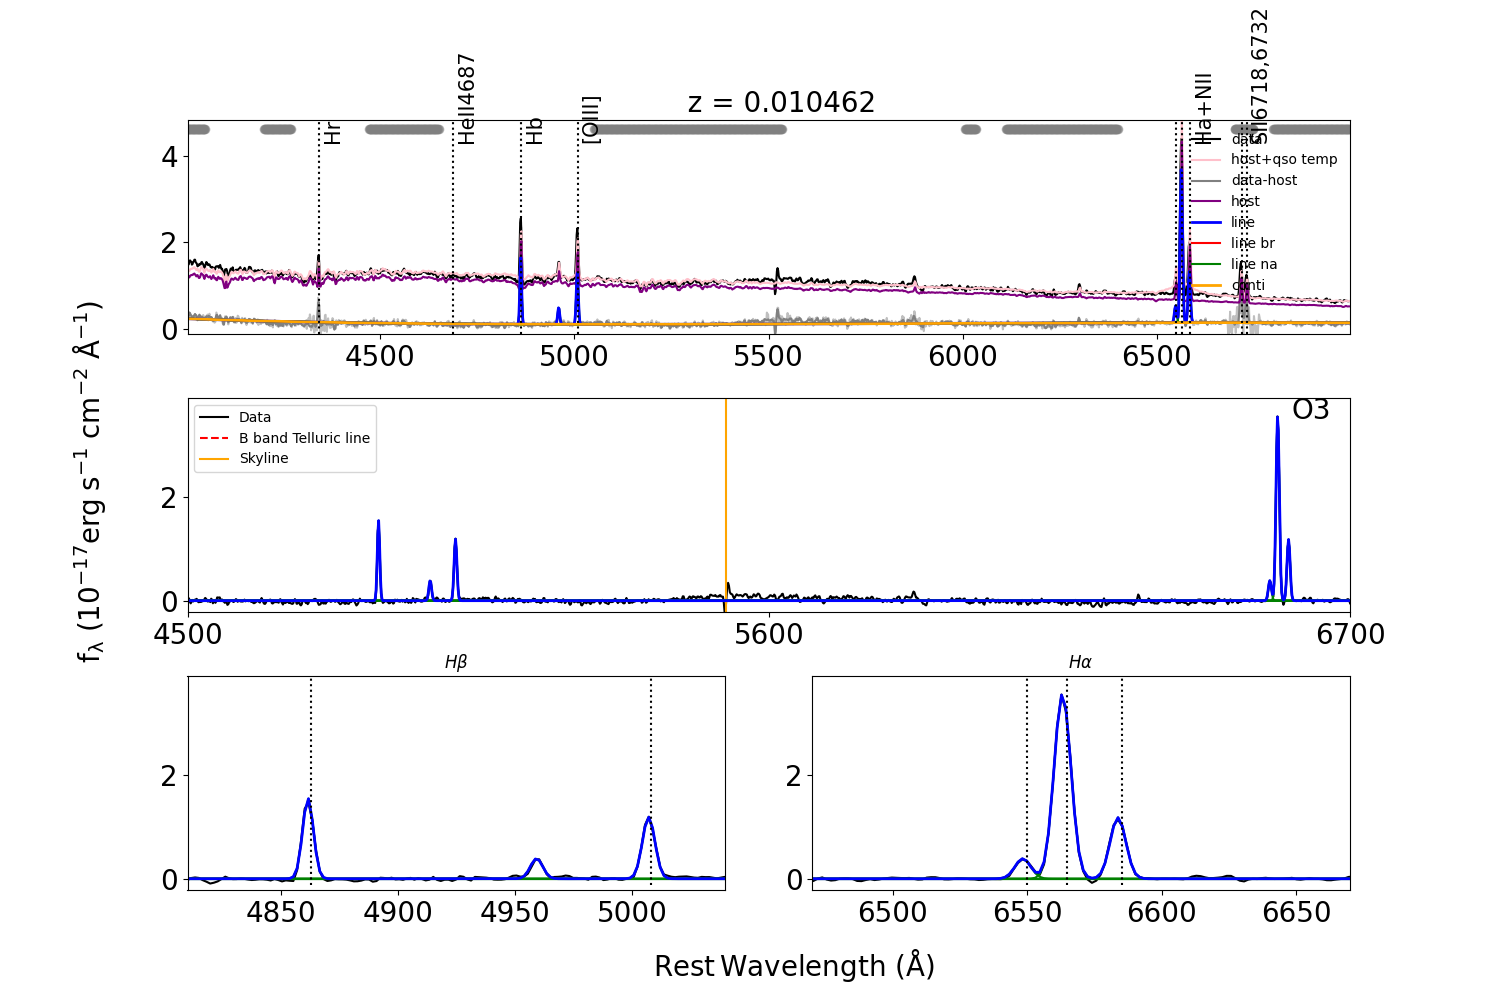 z = 0.010462
Hr
HeII4687
Hb
[OIII]
Ha+NII
SII6718,6732
data
host+qso temp
data-host
host
line
line br
line na
conti
4
2
0
4500
5000
5500
6000
6500
Data
B band Telluric line
Skyline
O3
2
0
4500
5600
6700
fλ (10−17erg s−1 cm−2 Å−1)
Hβ
2
0
4850
4900
4950
5000
Hα
2
0
6500
6550
6600
6650
Rest Wavelength (Å)